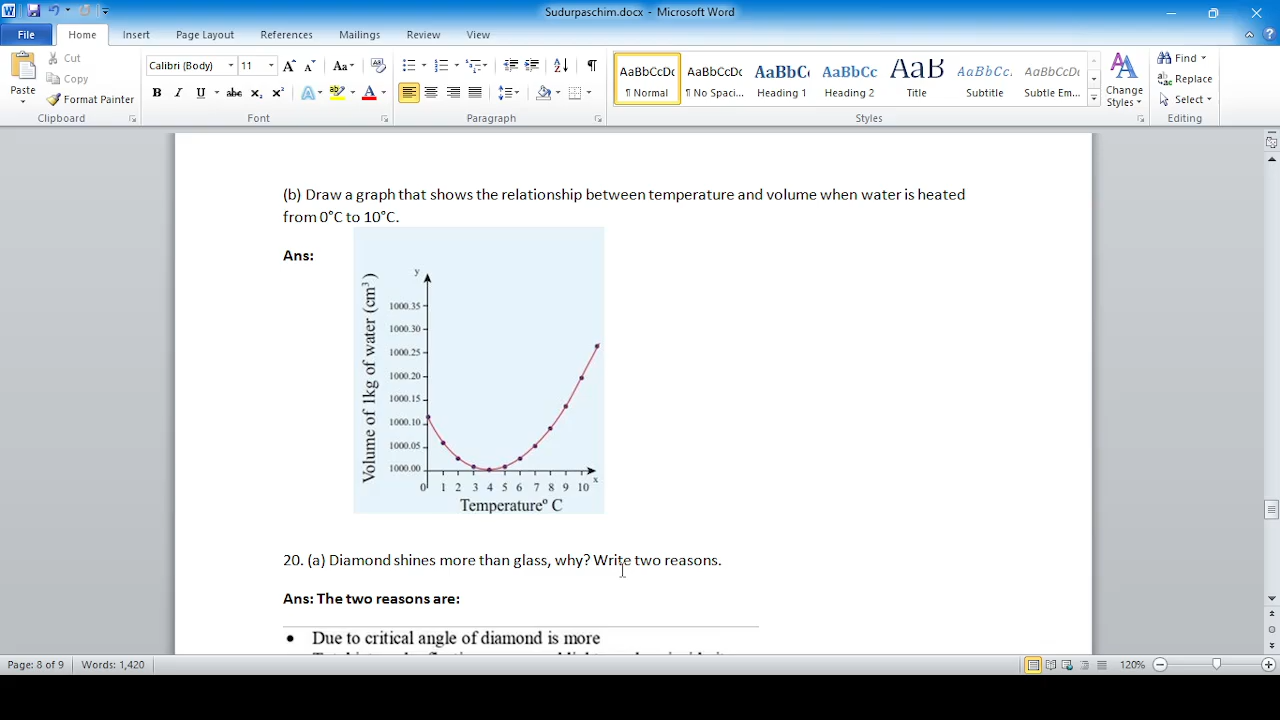 Sudurpaschim.docx - Microsoft Word
File Home Insert Page Layout References Mailings Review View
Paste
Cut
Copy
Format Painter
Clipboard
Calibri (Body) 11
Font
Paragraph
AaBbCcDc AaBbCcDc AaBbC AaBbCc AaB AaBbCc. AaBbCcDc
¶ Normal ¶ No Spaci... Heading 1 Heading 2 Title Subtitle Subtle Em...
Styles
Change
Styles
Find
Replace
Select
Editing
(b) Draw a graph that shows the relationship between temperature and volume when water is heated
from 0°C to 10°C.
Ans:
y
Volume of 1kg of water (cm³)
1000.35
1000.30
1000.25
1000.20
1000.15
1000.10
1000.05
1000.00
0 1 2 3 4 5 6 7 8 9 10 x
Temperature° C
20. (a) Diamond shines more than glass, why? Write two reasons.
Ans: The two reasons are:
• Due to critical angle of diamond is more
Page: 8 of 9 Words: 1,420 120%